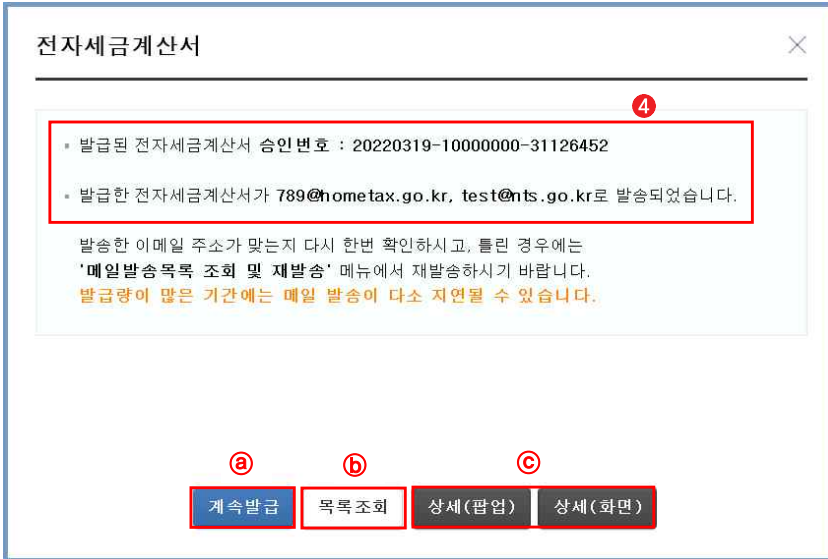 전자세금계산서
4
발급된 전자세금계산서 승인번호 : 20220319-10000000-31126452
발급한 전자세금계산서가 789@hometax.go.kr, test@nts.go.kr로 발송되었습니다.
발송한 이메일 주소가 맞는지 다시 한번 확인하시고, 틀린 경우에는
'메일발송목록 조회 및 재발송' 메뉴에서 재발송하시기 바랍니다.
발급량이 많은 기간에는 메일 발송이 다소 지연될 수 있습니다.
ⓐ ⓑ ⓒ
계속발급 목록조회 상세(팝업) 상세(화면)